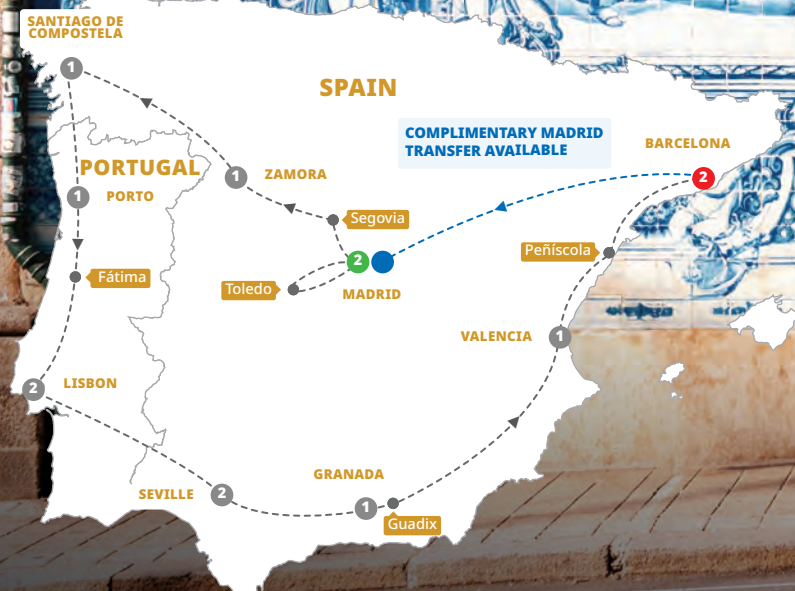 SANTIAGO DE
COMPOSTELA
1
SPAIN
COMPLIMENTARY MADRID
TRANSFER AVAILABLE
BARCELONA
2
PORTUGAL
1
ZAMORA
1
PORTO
Segovia
Peñíscola
2
MADRID
Fátima
Toledo
VALENCIA
1
2
LISBON
GRANADA
SEVILLE
2
1
Guadix